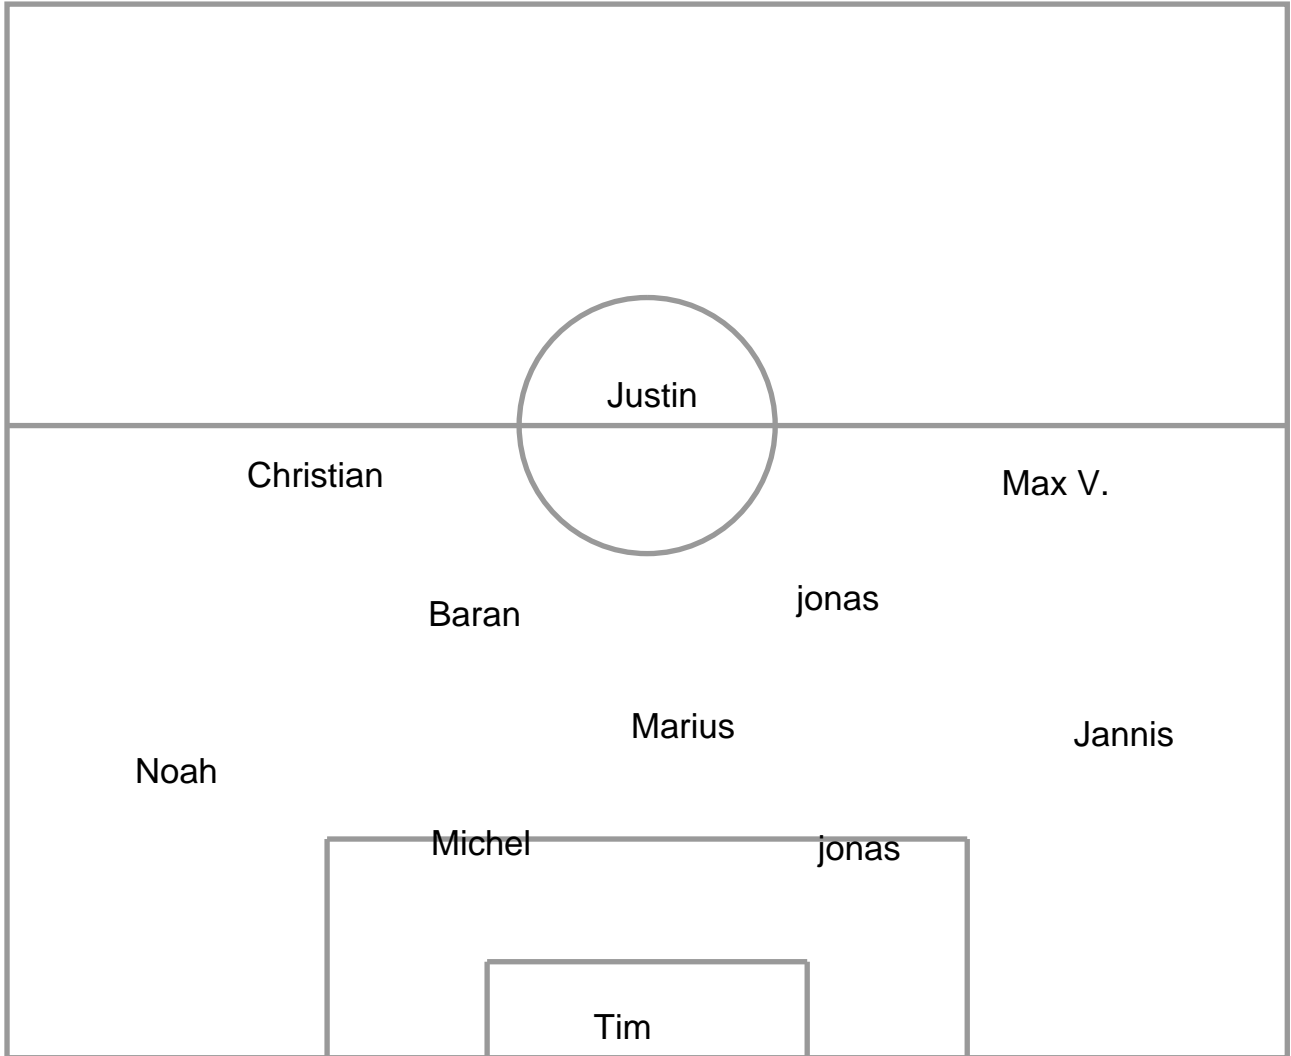 Justin
Christian
Max V.
Baran
jonas
Marius
Jannis
Noah
Michel
jonas
Tim